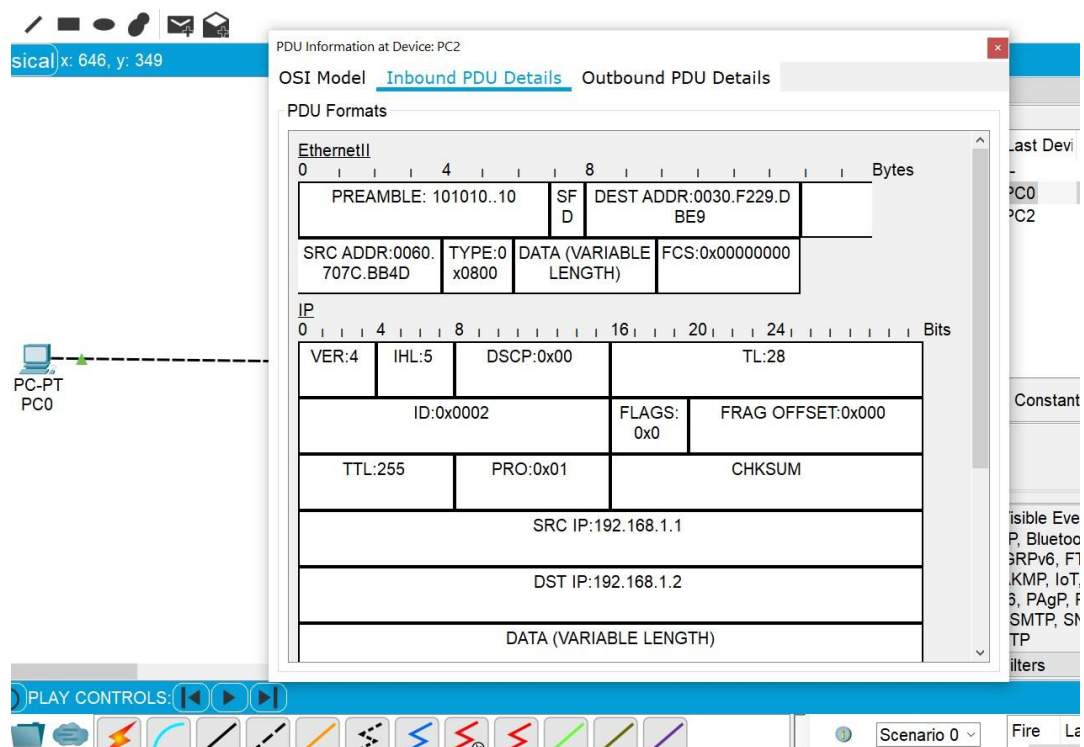 sical x: 646, y: 349
PDU Information at Device: PC2
OSI Model Inbound PDU Details Outbound PDU Details
PDU Formats
EthernetII
0 4 8 Bytes
PREAMBLE: 101010..10
SF
D
DEST ADDR:0030.F229.D
BE9
SRC ADDR:0060.
707C.BB4D
TYPE:0
x0800
DATA (VARIABLE
LENGTH)
FCS:0x00000000
IP
0 4 8 16 20 24 Bits
VER:4 IHL:5 DSCP:0x00 TL:28
ID:0x0002
FLAGS:
0x0
FRAG OFFSET:0x000
TTL:255 PRO:0x01 CHKSUM
SRC IP:192.168.1.1
DST IP:192.168.1.2
DATA (VARIABLE LENGTH)
PC-PT
PC0
Last Devi
--
PC0
PC2
Constant
isible Eve
P, Bluetoo
GRPv6, FT
KMP, IoT,
6, PAgP, F
SMTP, SN
TP
ilters
PLAY CONTROLS:
Scenario 0
Fire La